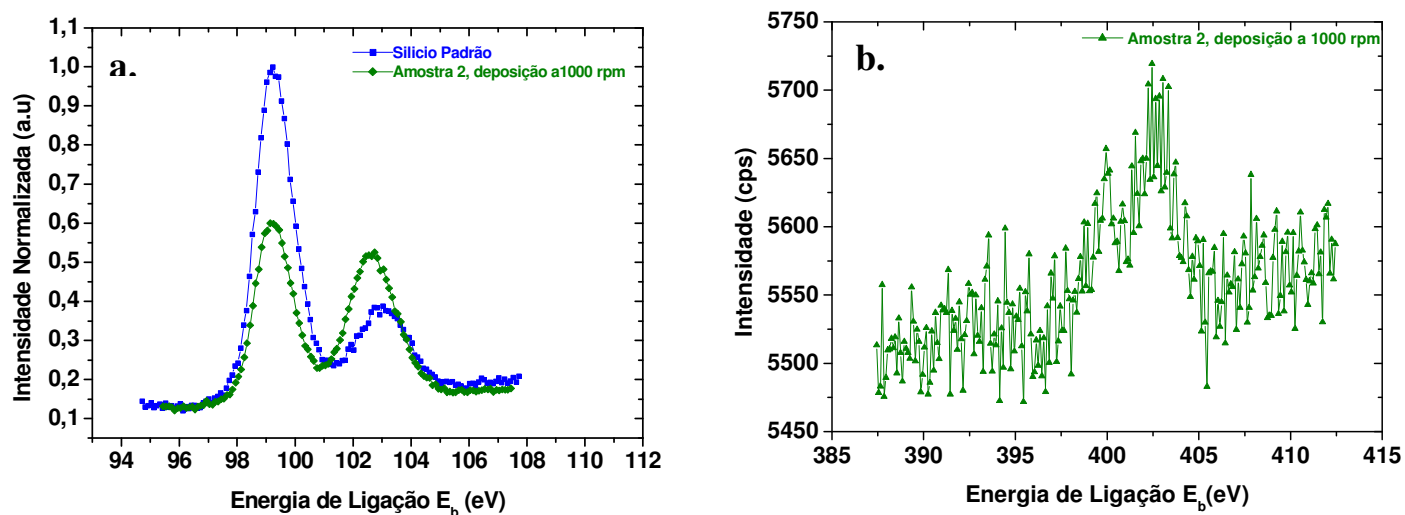 a.
Silicio Padrão
Amostra 2, deposição a1000 rpm
Intensidade Normalizada (a.u)
1,1
1,0
0,9
0,8
0,7
0,6
0,5
0,4
0,3
0,2
0,1
94 96 98 100 102 104 106 108 110 112
Energia de Ligação E_b (eV)
b.
Amostra 2, deposição a 1000 rpm
Intensidade (cps)
5750
5700
5650
5600
5550
5500
5450
385 390 395 400 405 410 415
Energia de Ligação E_b(eV)